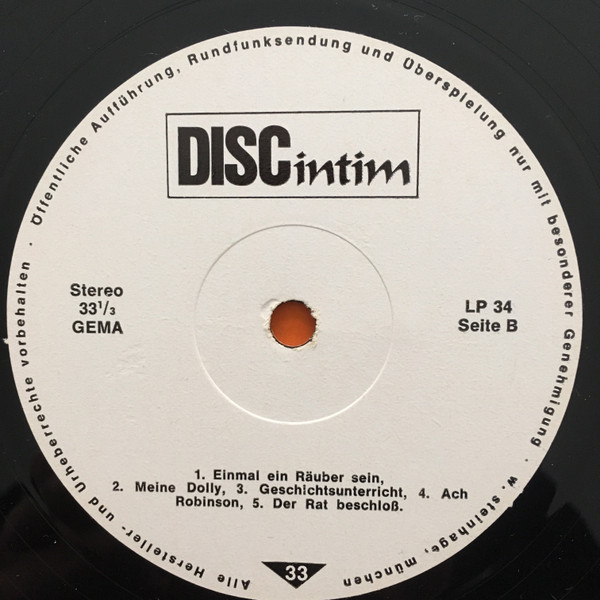 Alle Hersteller- und Urheberrechte vorbehalten · Öffentliche Aufführung, Rundfunksendung und Überspielung nur mit besonderer Genehmigung · w. steinhage, münchen
DISCintim
Stereo
33¹/₃
GEMA
LP 34
Seite B
1. Einmal ein Räuber sein,
2. Meine Dolly, 3. Geschichtsunterricht, 4. Ach
Robinson, 5. Der Rat beschloß.
33